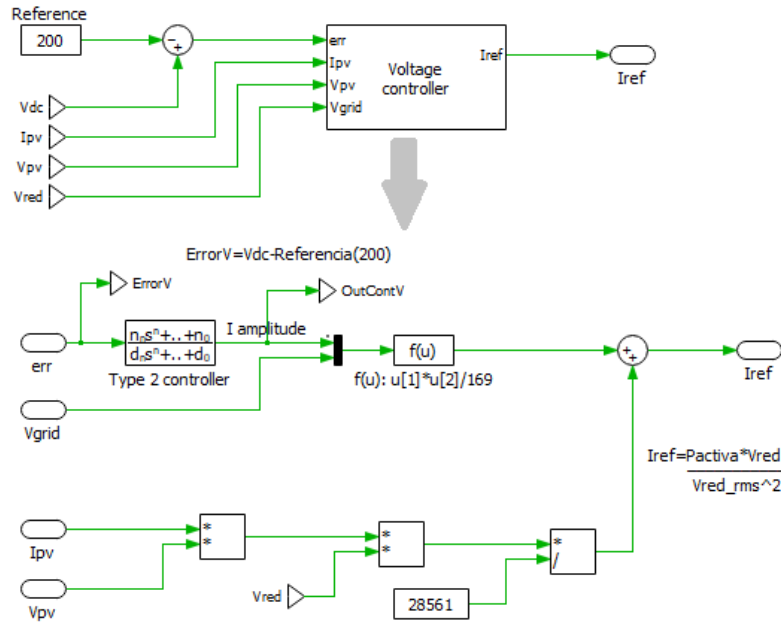 Reference
200
−
+
err
Ipv
Vpv
Vgrid
Iref
Voltage
controller
Iref
Vdc
Ipv
Vpv
Vred
ErrorV=Vdc-Referencia(200)
ErrorV
OutContV
err
nₙsⁿ+..+n₀
dₙsⁿ+..+d₀
Type 2 controller
I amplitude
f(u)
f(u): u[1]*u[2]/169
+
+
Iref
Vgrid
Iref=Pactiva*Vred
Vred_rms^2
Ipv
*
*
*
*
*
/
Vpv
Vred
28561